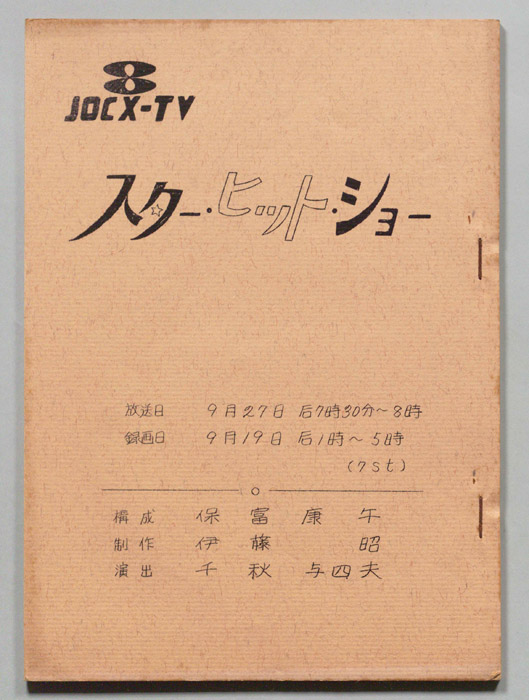 8
JOCX-TV
スター・ヒット・ショー
放送日 9月27日 后7時30分～8時
録画日 9月19日 后1時～5時
(7st)
構成 保富康午
制作 伊藤昭
演出 千秋与四夫